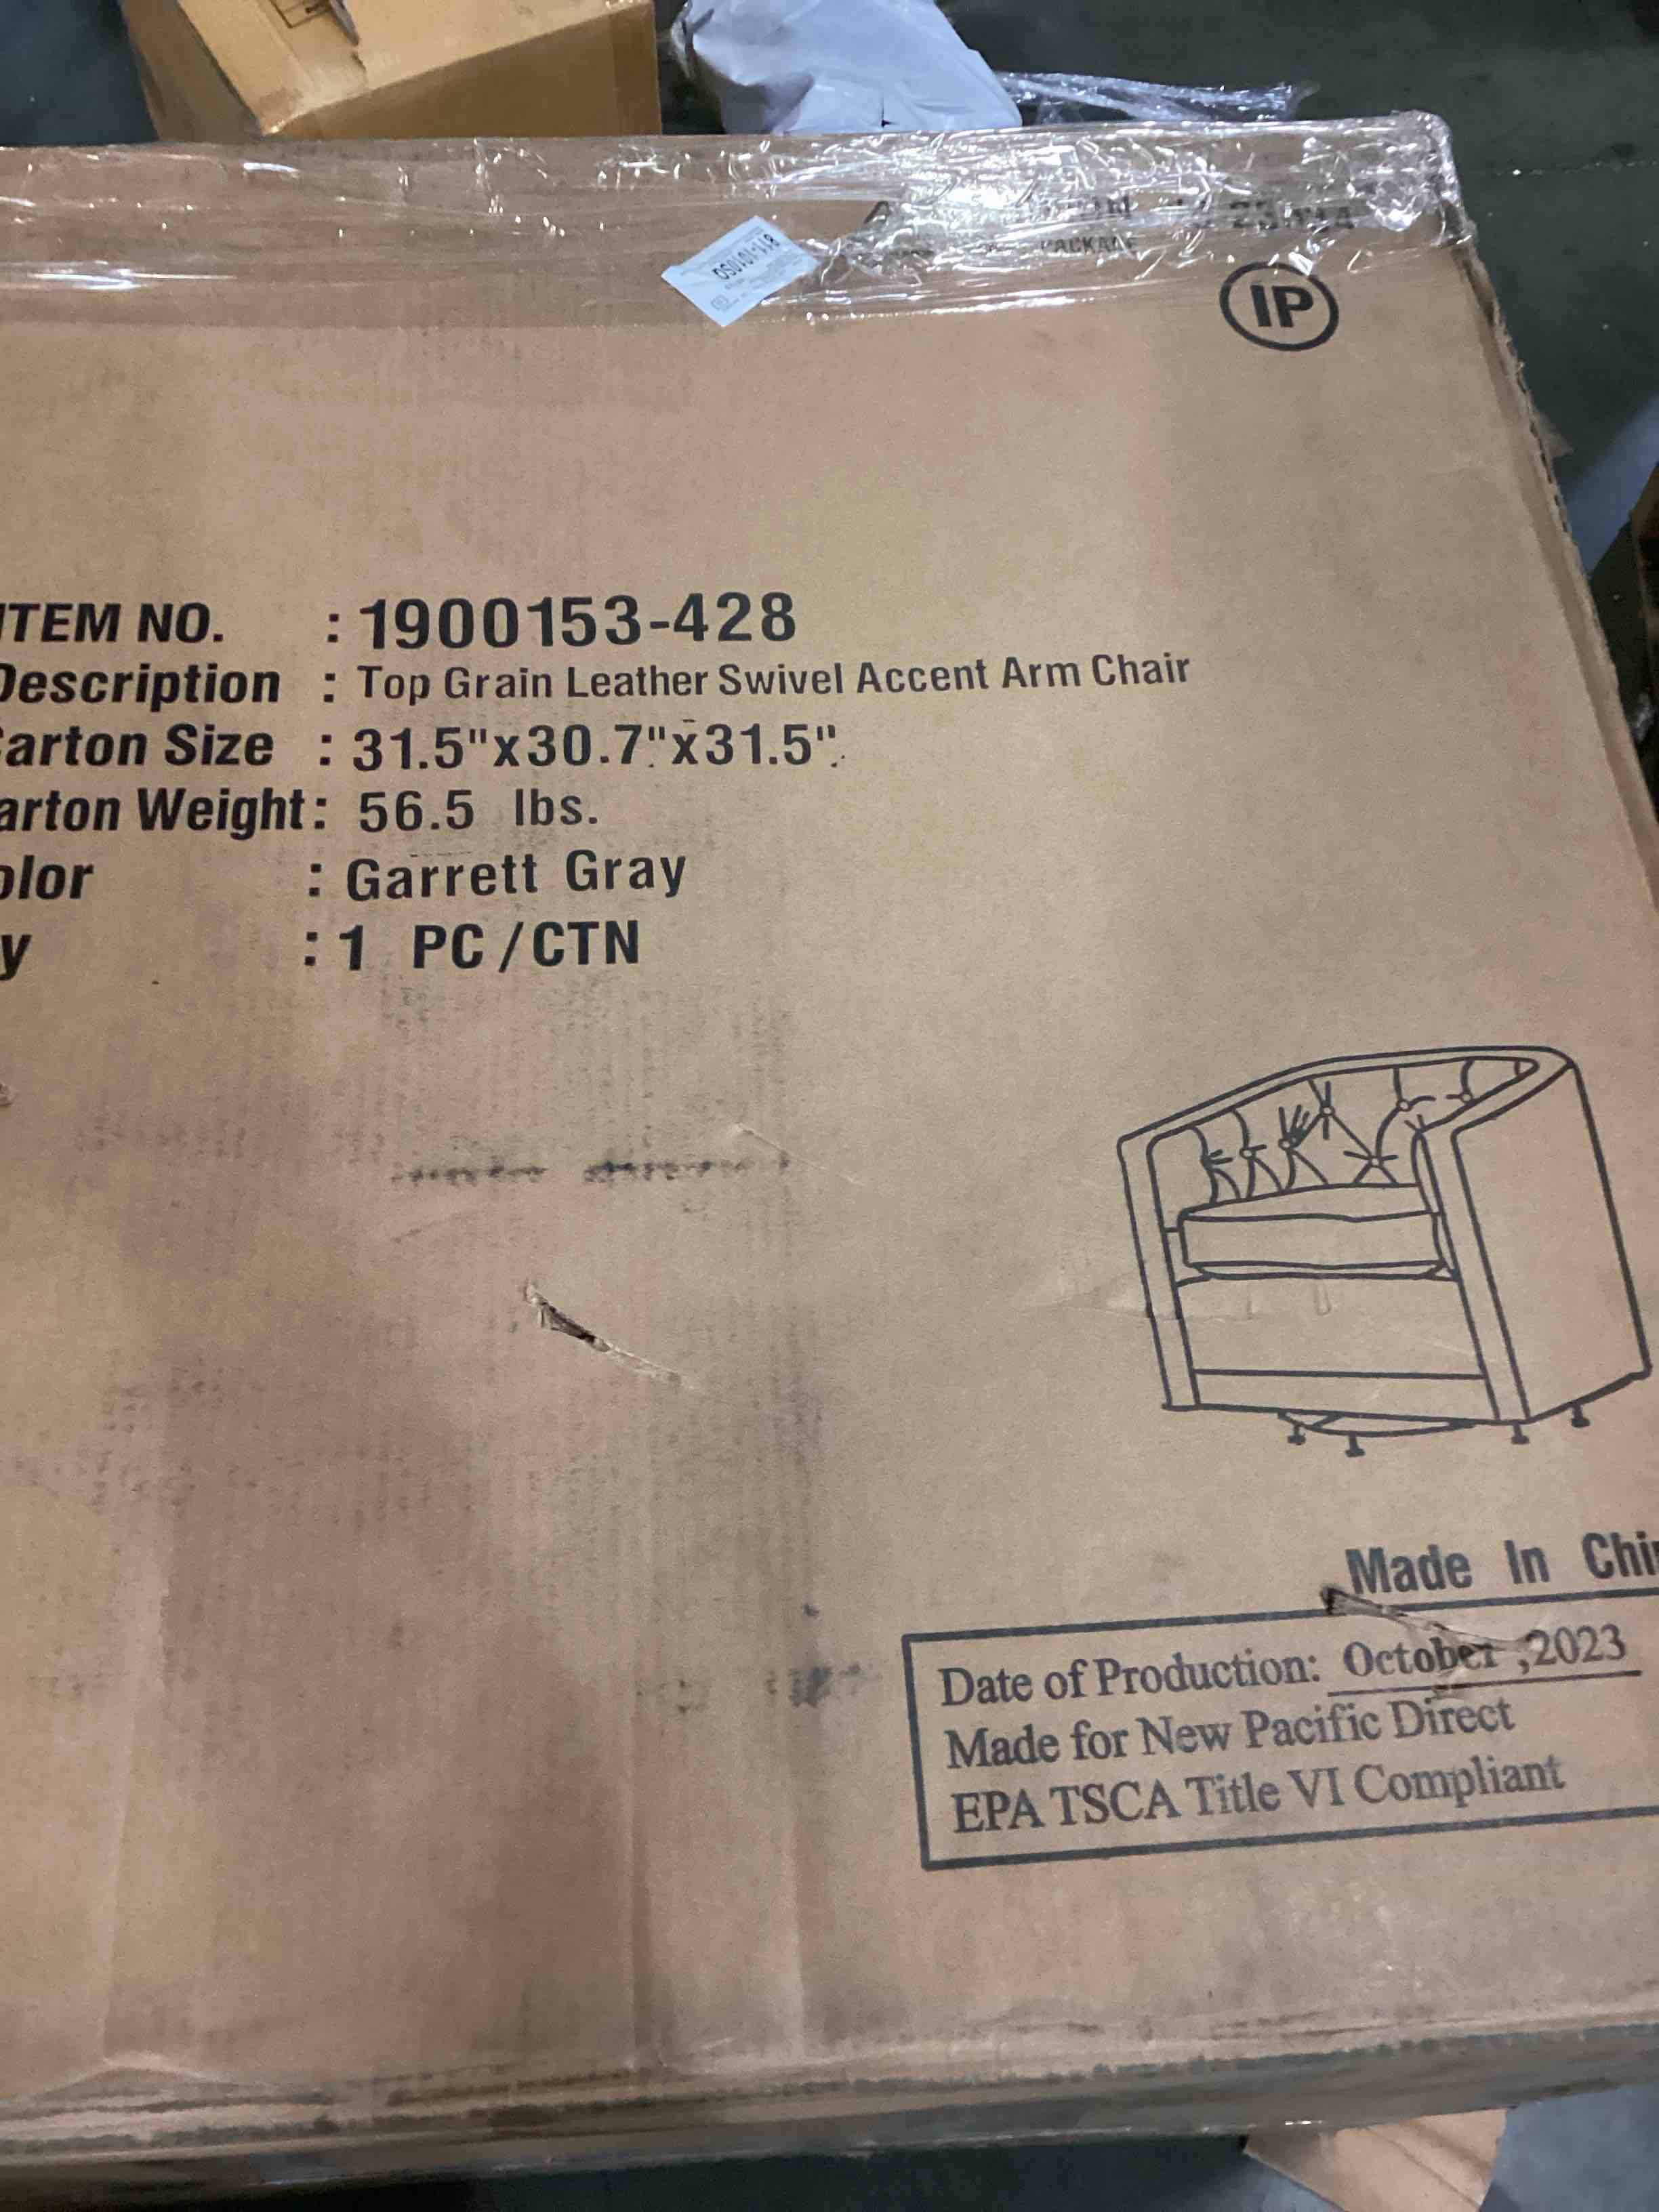 PACKAGE
IP
ITEM NO. : 1900153-428
Description : Top Grain Leather Swivel Accent Arm Chair
Carton Size : 31.5"x30.7"x31.5"
arton Weight : 56.5 lbs.
olor : Garrett Gray
y : 1 PC/CTN
Made In Chi
Date of Production: October ,2023
Made for New Pacific Direct
EPA TSCA Title VI Compliant